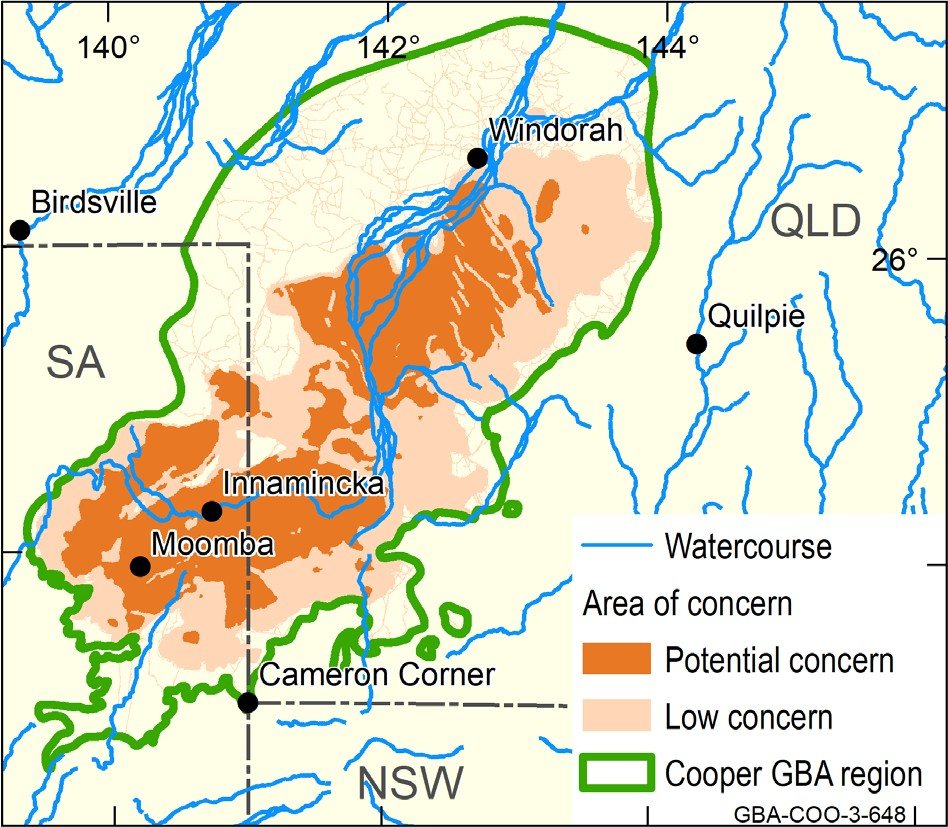 140°
142°
144°
Windorah
Birdsville
QLD
26°
Quilpie
SA
Innamincka
Moomba
Watercourse
Area of concern
Potential concern
Cameron Corner
Low concern
NSW
Cooper GBA region
GBA-COO-3-648